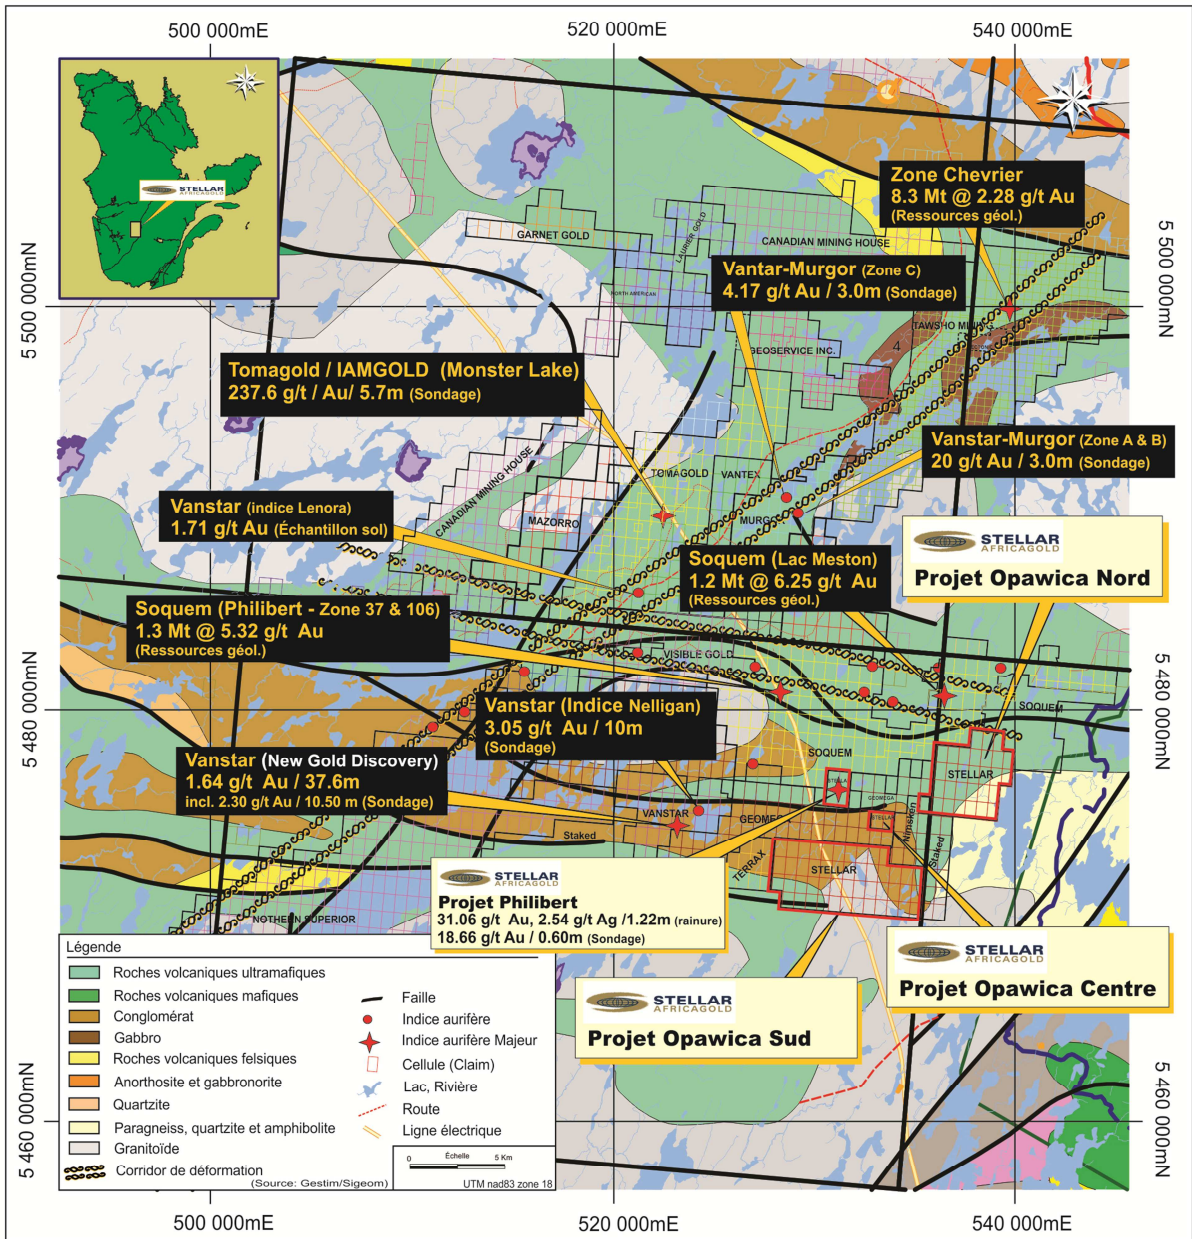 500 000mE
520 000mE
540 000mE
STELLAR
AFRICAGOLD
Zone Chevrier
8.3 Mt @ 2.28 g/t Au
(Ressources géol.)
5 500 000mN
5 500 000mN
GARNET GOLD
LAURIER GOLD
CANADIAN MINING HOUSE
Vantar-Murgor (Zone C)
4.17 g/t Au / 3.0m (Sondage)
NORTH AMERICAN
TAWSHO MINING
GEOSERVICE INC.
4
Tomagold / IAMGOLD (Monster Lake)
237.6 g/t / Au/ 5.7m (Sondage)
Vanstar-Murgor (Zone A & B)
20 g/t Au / 3.0m (Sondage)
CANADIAN MINING HOUSE
TOMAGOLD
VANTEX
Vanstar (indice Lenora)
1.71 g/t Au (Échantillon sol)
MAZORRO
STELLAR
AFRICAGOLD
Projet Opawica Nord
Soquem (Lac Meston)
1.2 Mt @ 6.25 g/t Au
(Ressources géol.)
Soquem (Philibert - Zone 37 & 106)
1.3 Mt @ 5.32 g/t Au
(Ressources géol.)
VISIBLE GOLD
5 480 000mN
5 480 000mN
SOQUEM
Vanstar (Indice Nelligan)
3.05 g/t Au / 10m
(Sondage)
SOQUEM
Vanstar (New Gold Discovery)
1.64 g/t Au / 37.6m
incl. 2.30 g/t Au / 10.50 m (Sondage)
STELLAR
GEOMEGA
VANSTAR
STELLAR
Nimsken
Staked
Staked
TERRAX
STELLAR
STELLAR
AFRICAGOLD
Projet Philibert
31.06 g/t Au, 2.54 g/t Ag /1.22m (rainure)
18.66 g/t Au / 0.60m (Sondage)
NOTHERN SUPERIOR
STELLAR
AFRICAGOLD
Projet Opawica Centre
STELLAR
AFRICAGOLD
Projet Opawica Sud
Légende
Roches volcaniques ultramafiques
Roches volcaniques mafiques
Conglomérat
Gabbro
Roches volcaniques felsiques
Anorthosite et gabbronorite
Quartzite
Paragneiss, quartzite et amphibolite
Granitoïde
Corridor de déformation
Faille
Indice aurifère
Indice aurifère Majeur
Cellule (Claim)
Lac, Rivière
Route
Ligne électrique
(Source: Gestim/Sigeom)
Échelle
0 5 Km
UTM nad83 zone 18
5 460 000mN
5 460 000mN
500 000mE
520 000mE
540 000mE